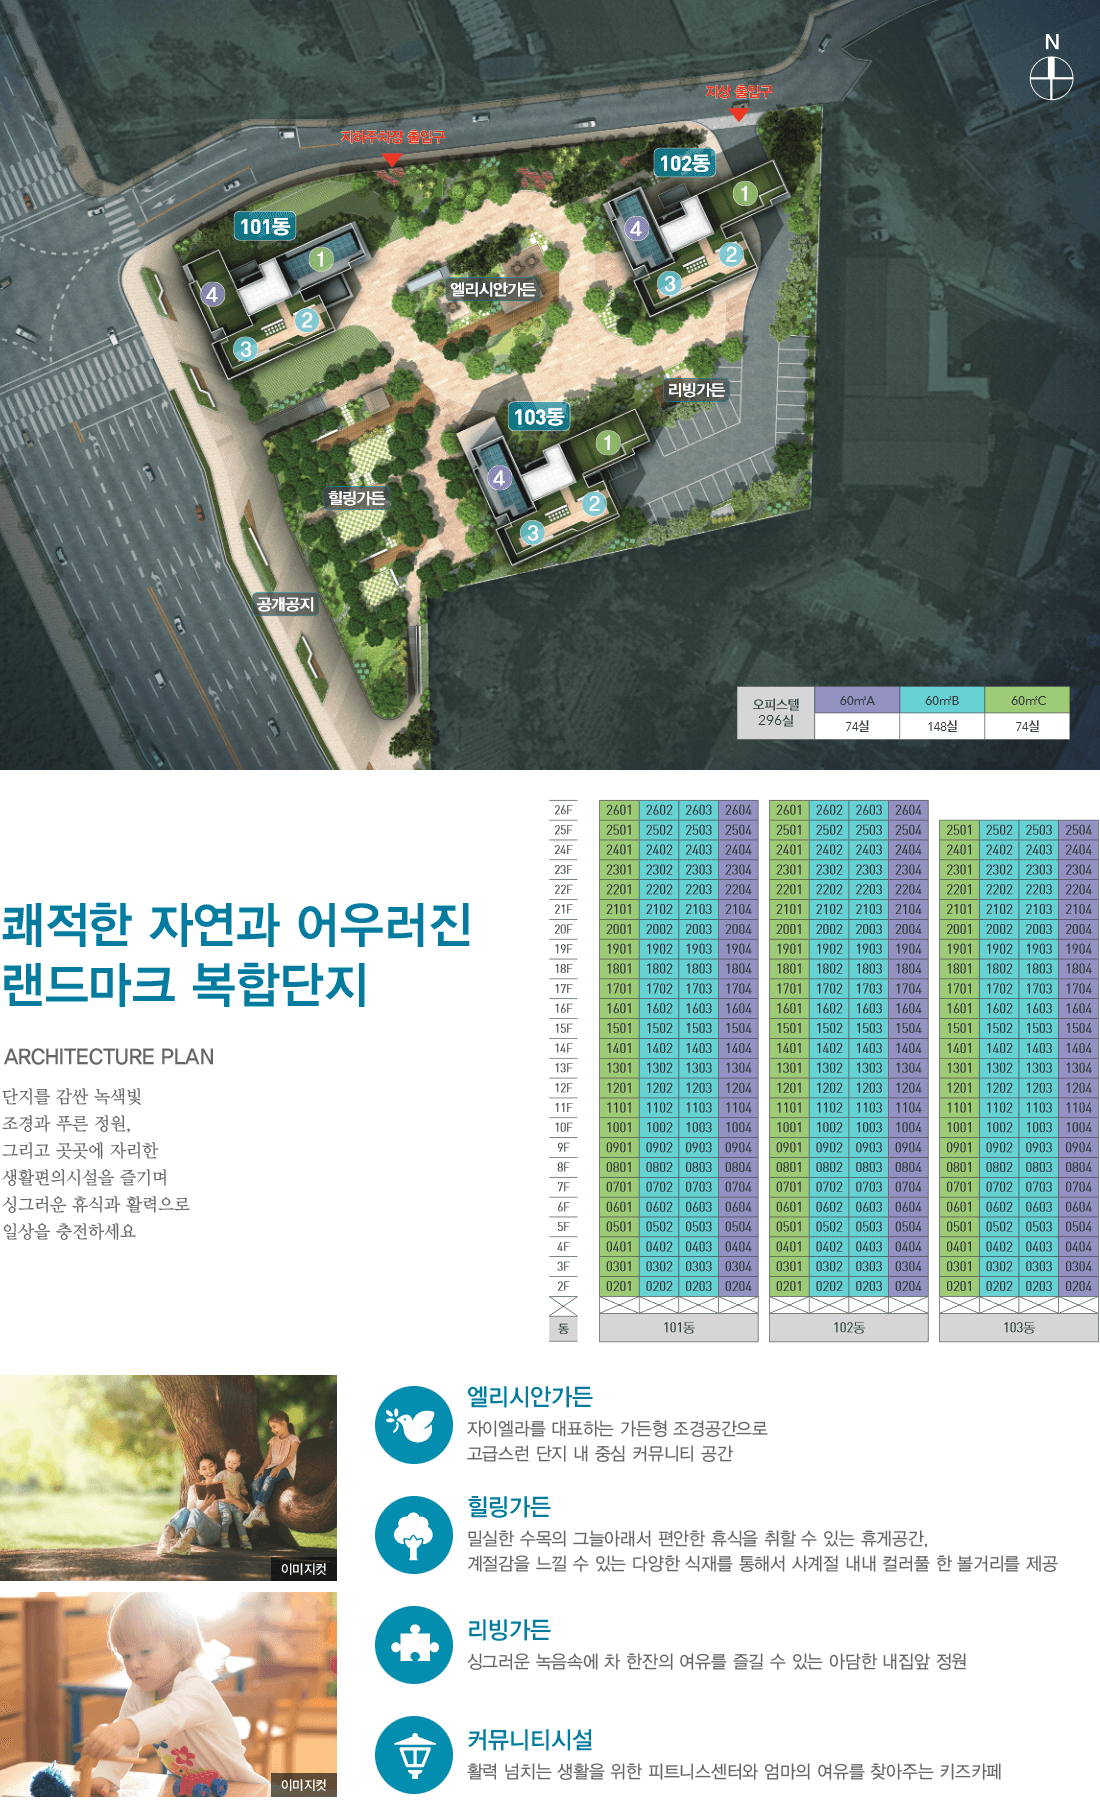 N
지상 출입구
지하주차장 출입구
102동
1
4
2
3
101동
1
4
2
3
엘리시안가든
리빙가든
103동
1
4
2
3
힐링가든
공개공지
오피스텔 296실 60㎡A 60㎡B 60㎡C
74실 148실 74실
쾌적한 자연과 어우러진
랜드마크 복합단지
ARCHITECTURE PLAN
단지를 감싼 녹색빛
조경과 푸른 정원,
그리고 곳곳에 자리한
생활편의시설을 즐기며
싱그러운 휴식과 활력으로
일상을 충전하세요
26F 2601 2602 2603 2604 2601 2602 2603 2604
25F 2501 2502 2503 2504 2501 2502 2503 2504 2501 2502 2503 2504
24F 2401 2402 2403 2404 2401 2402 2403 2404 2401 2402 2403 2404
23F 2301 2302 2303 2304 2301 2302 2303 2304 2301 2302 2303 2304
22F 2201 2202 2203 2204 2201 2202 2203 2204 2201 2202 2203 2204
21F 2101 2102 2103 2104 2101 2102 2103 2104 2101 2102 2103 2104
20F 2001 2002 2003 2004 2001 2002 2003 2004 2001 2002 2003 2004
19F 1901 1902 1903 1904 1901 1902 1903 1904 1901 1902 1903 1904
18F 1801 1802 1803 1804 1801 1802 1803 1804 1801 1802 1803 1804
17F 1701 1702 1703 1704 1701 1702 1703 1704 1701 1702 1703 1704
16F 1601 1602 1603 1604 1601 1602 1603 1604 1601 1602 1603 1604
15F 1501 1502 1503 1504 1501 1502 1503 1504 1501 1502 1503 1504
14F 1401 1402 1403 1404 1401 1402 1403 1404 1401 1402 1403 1404
13F 1301 1302 1303 1304 1301 1302 1303 1304 1301 1302 1303 1304
12F 1201 1202 1203 1204 1201 1202 1203 1204 1201 1202 1203 1204
11F 1101 1102 1103 1104 1101 1102 1103 1104 1101 1102 1103 1104
10F 1001 1002 1003 1004 1001 1002 1003 1004 1001 1002 1003 1004
9F 0901 0902 0903 0904 0901 0902 0903 0904 0901 0902 0903 0904
8F 0801 0802 0803 0804 0801 0802 0803 0804 0801 0802 0803 0804
7F 0701 0702 0703 0704 0701 0702 0703 0704 0701 0702 0703 0704
6F 0601 0602 0603 0604 0601 0602 0603 0604 0601 0602 0603 0604
5F 0501 0502 0503 0504 0501 0502 0503 0504 0501 0502 0503 0504
4F 0401 0402 0403 0404 0401 0402 0403 0404 0401 0402 0403 0404
3F 0301 0302 0303 0304 0301 0302 0303 0304 0301 0302 0303 0304
2F 0201 0202 0203 0204 0201 0202 0203 0204 0201 0202 0203 0204
동 101동 102동 103동
이미지컷
엘리시안가든
자이엘라를 대표하는 가든형 조경공간으로
고급스런 단지 내 중심 커뮤니티 공간
힐링가든
밀실한 수목의 그늘아래서 편안한 휴식을 취할 수 있는 휴게공간,
계절감을 느낄 수 있는 다양한 식재를 통해서 사계절 내내 컬러풀 한 볼거리를 제공
이미지컷
리빙가든
싱그러운 녹음속에 차 한잔의 여유를 즐길 수 있는 아담한 내집앞 정원
커뮤니티시설
활력 넘치는 생활을 위한 피트니스센터와 엄마의 여유를 찾아주는 키즈카페